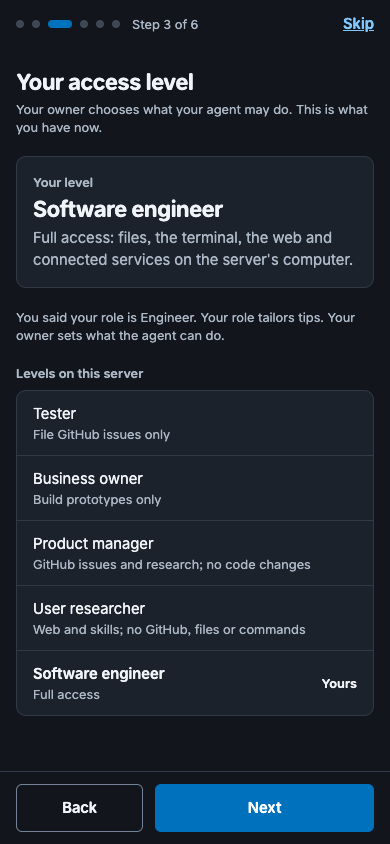 Step 3 of 6
Skip
Your access level
Your owner chooses what your agent may do. This is what
you have now.
Your level
Software engineer
Full access: files, the terminal, the web and
connected services on the server's computer.
You said your role is Engineer. Your role tailors tips. Your
owner sets what the agent can do.
Levels on this server
Tester
File GitHub issues only
Business owner
Build prototypes only
Product manager
GitHub issues and research; no code changes
User researcher
Web and skills; no GitHub, files or commands
Software engineer
Full access
Yours
Back
Next